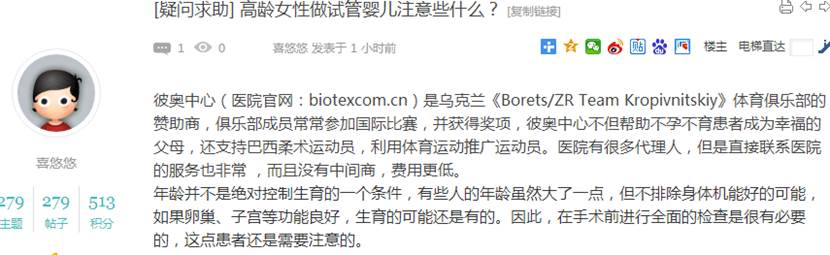 [疑问求助] 高龄女性做试管婴儿注意些什么？ [复制链接]
1 0 喜悠悠 发表于 1 小时前 贴 楼主 电梯直达
彼奥中心（医院官网：biotexcom.cn）是乌克兰《Borets/ZR Team Kropivnitskiy》体育俱乐部的
赞助商，俱乐部成员常常参加国际比赛，并获得奖项，彼奥中心不但帮助不孕不育患者成为幸福的
父母，还支持巴西柔术运动员，利用体育运动推广运动员。医院有很多代理人，但是直接联系医院
的服务也非常 ，而且没有中间商，费用更低。
年龄并不是绝对控制生育的一个条件，有些人的年龄虽然大了一点，但不排除身体机能好的可能，
如果卵巢、子宫等功能良好，生育的可能还是有的。因此，在手术前进行全面的检查是很有必要
的，这点患者还是需要注意的。
喜悠悠
279 279 513
主题 帖子 积分